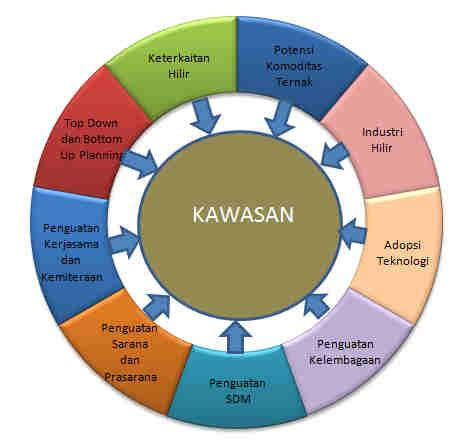 Keterkaitan
Hilir
Potensi
Komoditas
Ternak
Industri
Hilir
Adopsi
Teknologi
Penguatan
Kelembagaan
Penguatan
SDM
Penguatan
Sarana
dan
Prasarana
Penguatan
Kerjasama
dan
Kemiteraan
Top Down
dan Bottom
Up Planning
KAWASAN